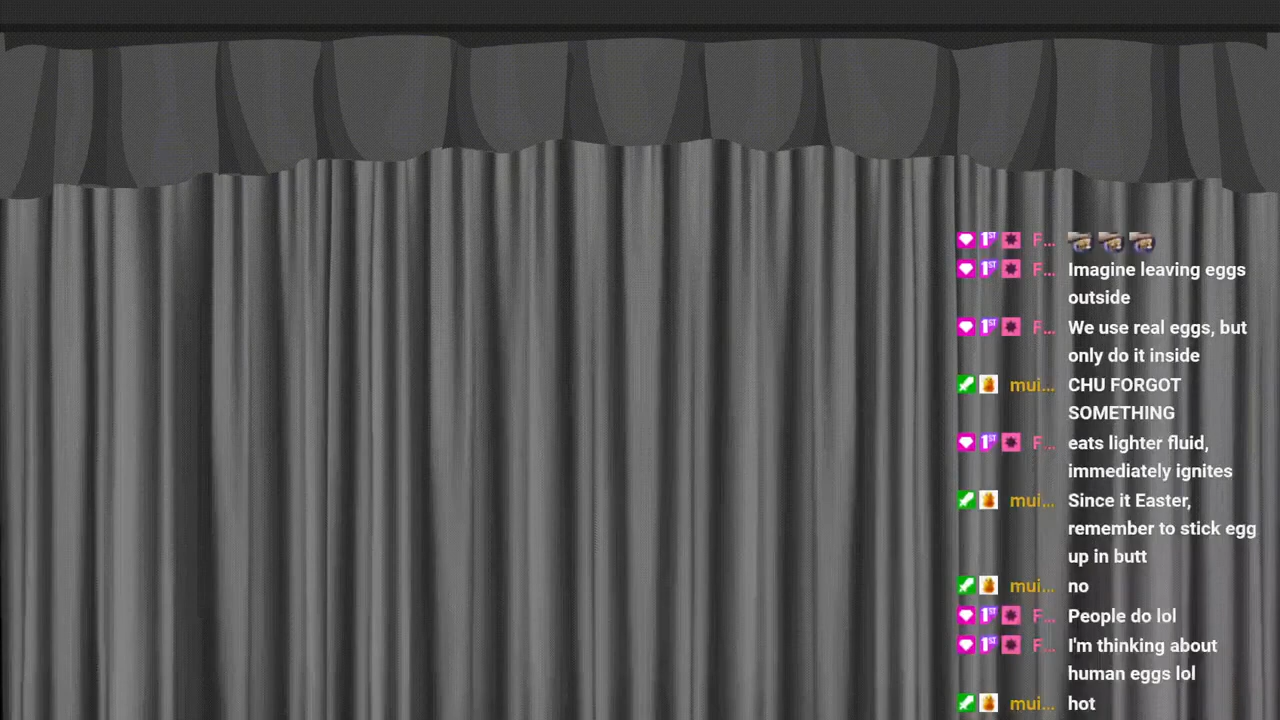 F...
Imagine leaving eggs
outside
F...
We use real eggs, but
only do it inside
F...
mui...
CHU FORGOT
SOMETHING
F...
eats lighter fluid,
immediately ignites
mui...
Since it Easter,
remember to stick egg
up in butt
mui...
no
F...
People do lol
F...
I'm thinking about
human eggs lol
mui...
hot